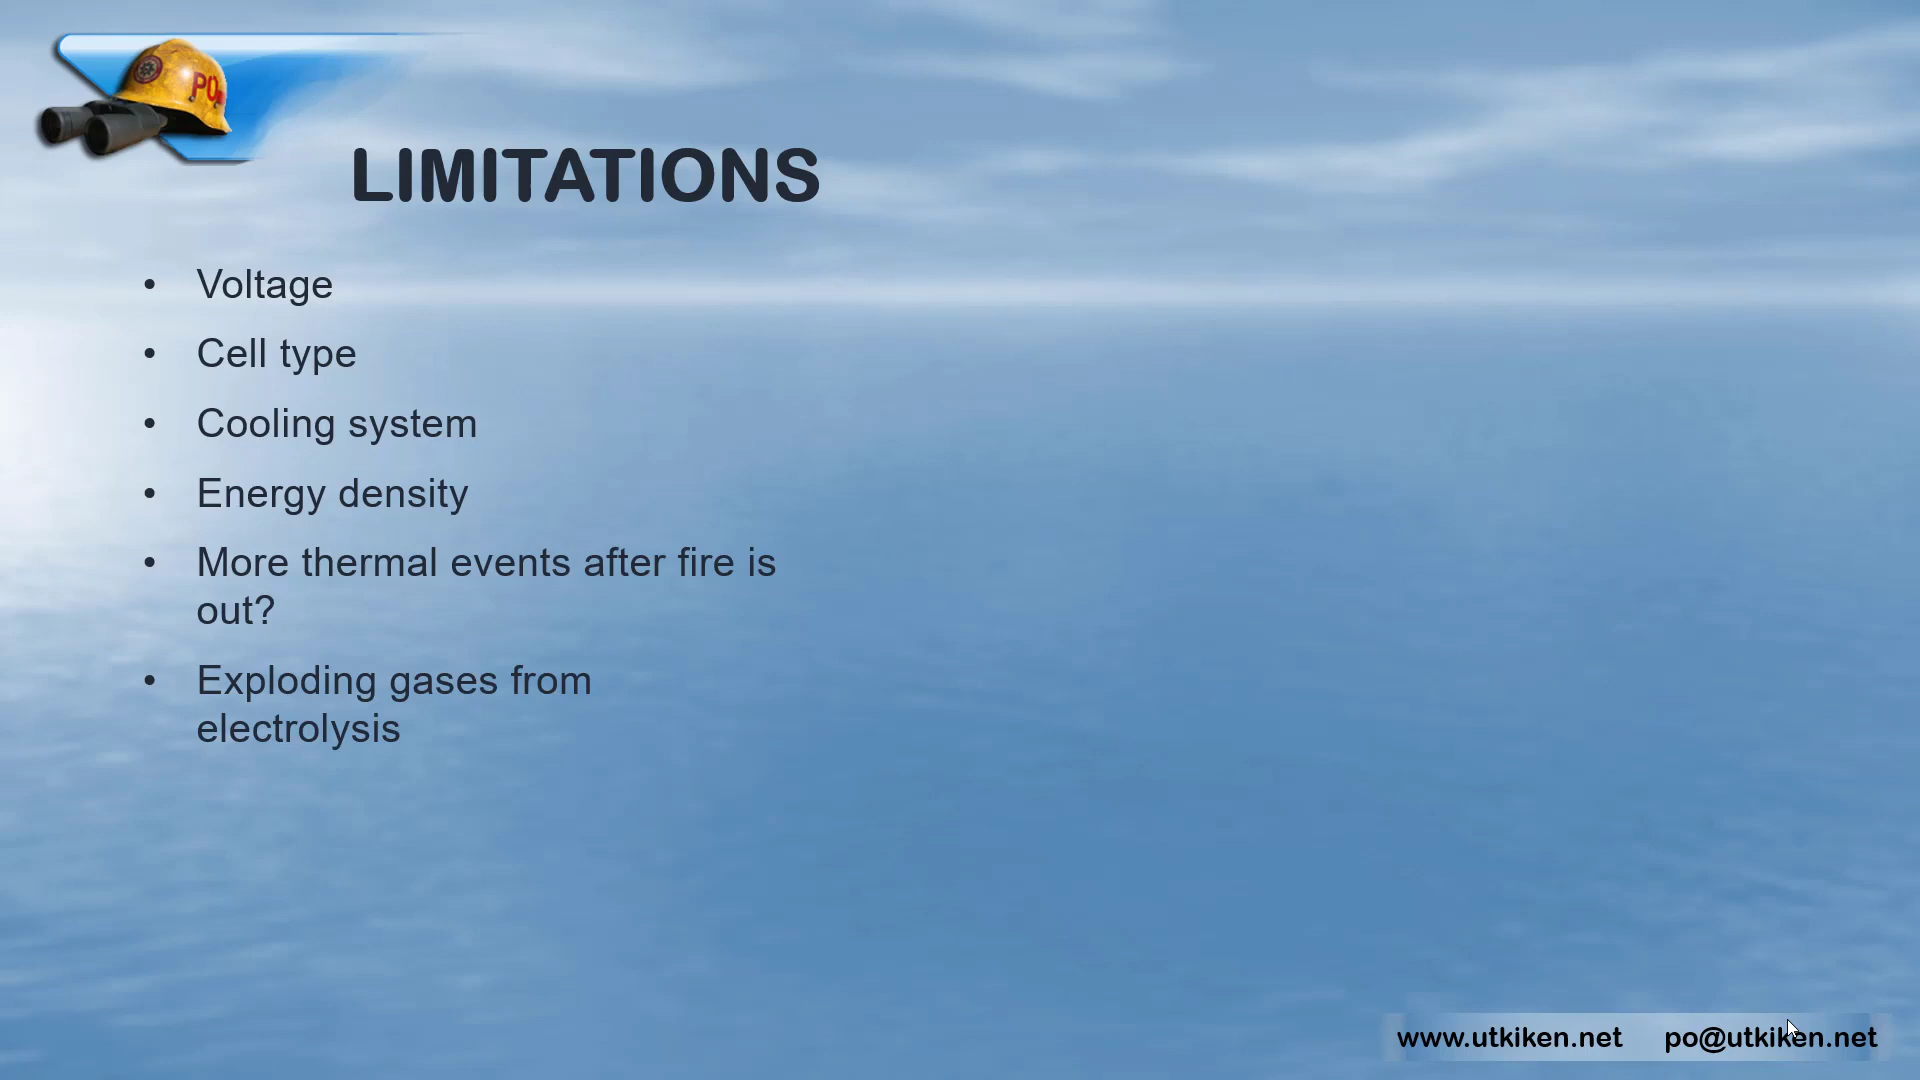 PO
LIMITATIONS
• Voltage
• Cell type
• Cooling system
• Energy density
• More thermal events after fire is
out?
• Exploding gases from
electrolysis
www.utkiken.net po@utkiken.net